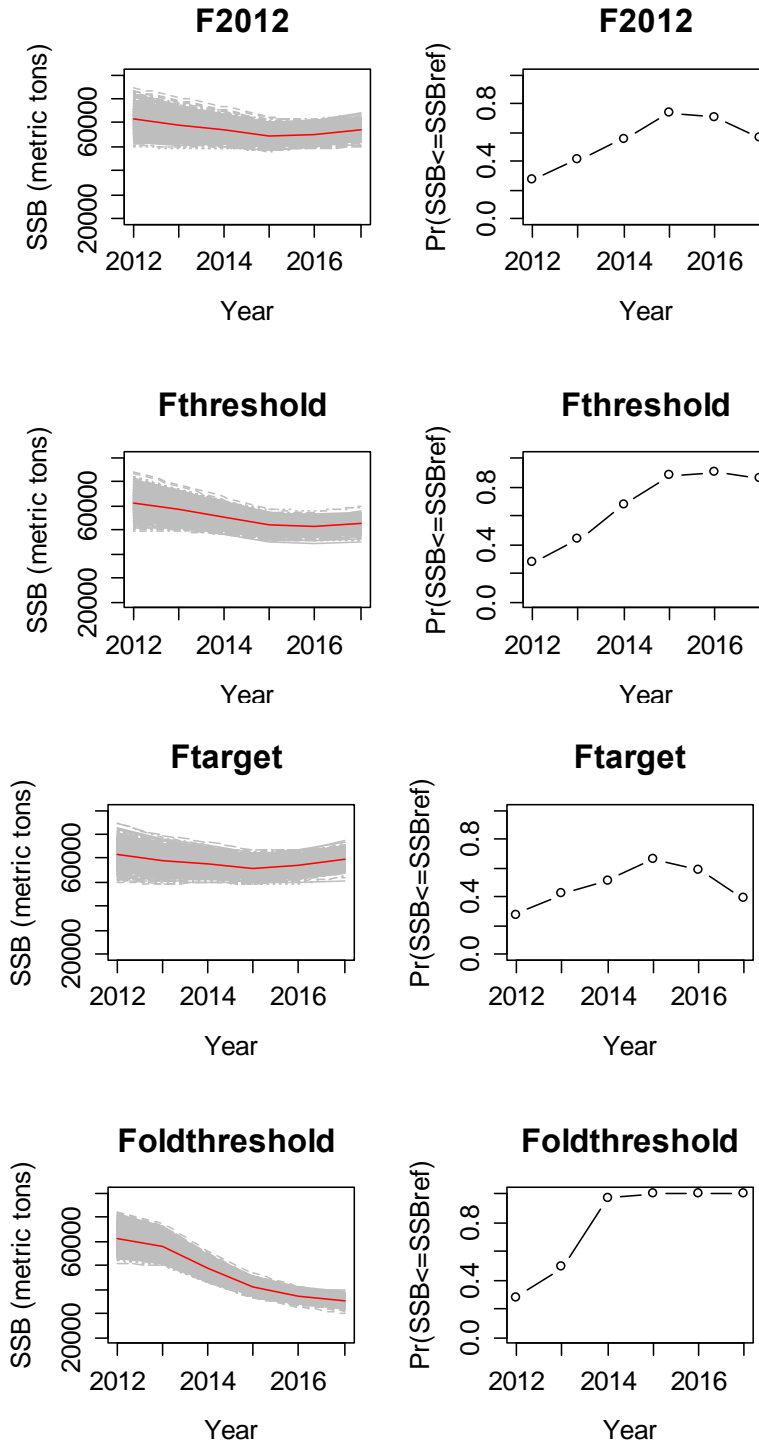 F2012
SSB (metric tons)
60000
20000
2012 2014 2016
Year
F2012
Pr(SSB<=SSBref)
0.8
0.4
0.0
2012 2014 2016
Year
Fthreshold
SSB (metric tons)
60000
20000
2012 2014 2016
Year
Fthreshold
Pr(SSB<=SSBref)
0.8
0.4
0.0
2012 2014 2016
Year
Ftarget
SSB (metric tons)
60000
20000
2012 2014 2016
Year
Ftarget
Pr(SSB<=SSBref)
0.8
0.4
0.0
2012 2014 2016
Year
Foldthreshold
SSB (metric tons)
60000
20000
2012 2014 2016
Year
Foldthreshold
Pr(SSB<=SSBref)
0.8
0.4
0.0
2012 2014 2016
Year